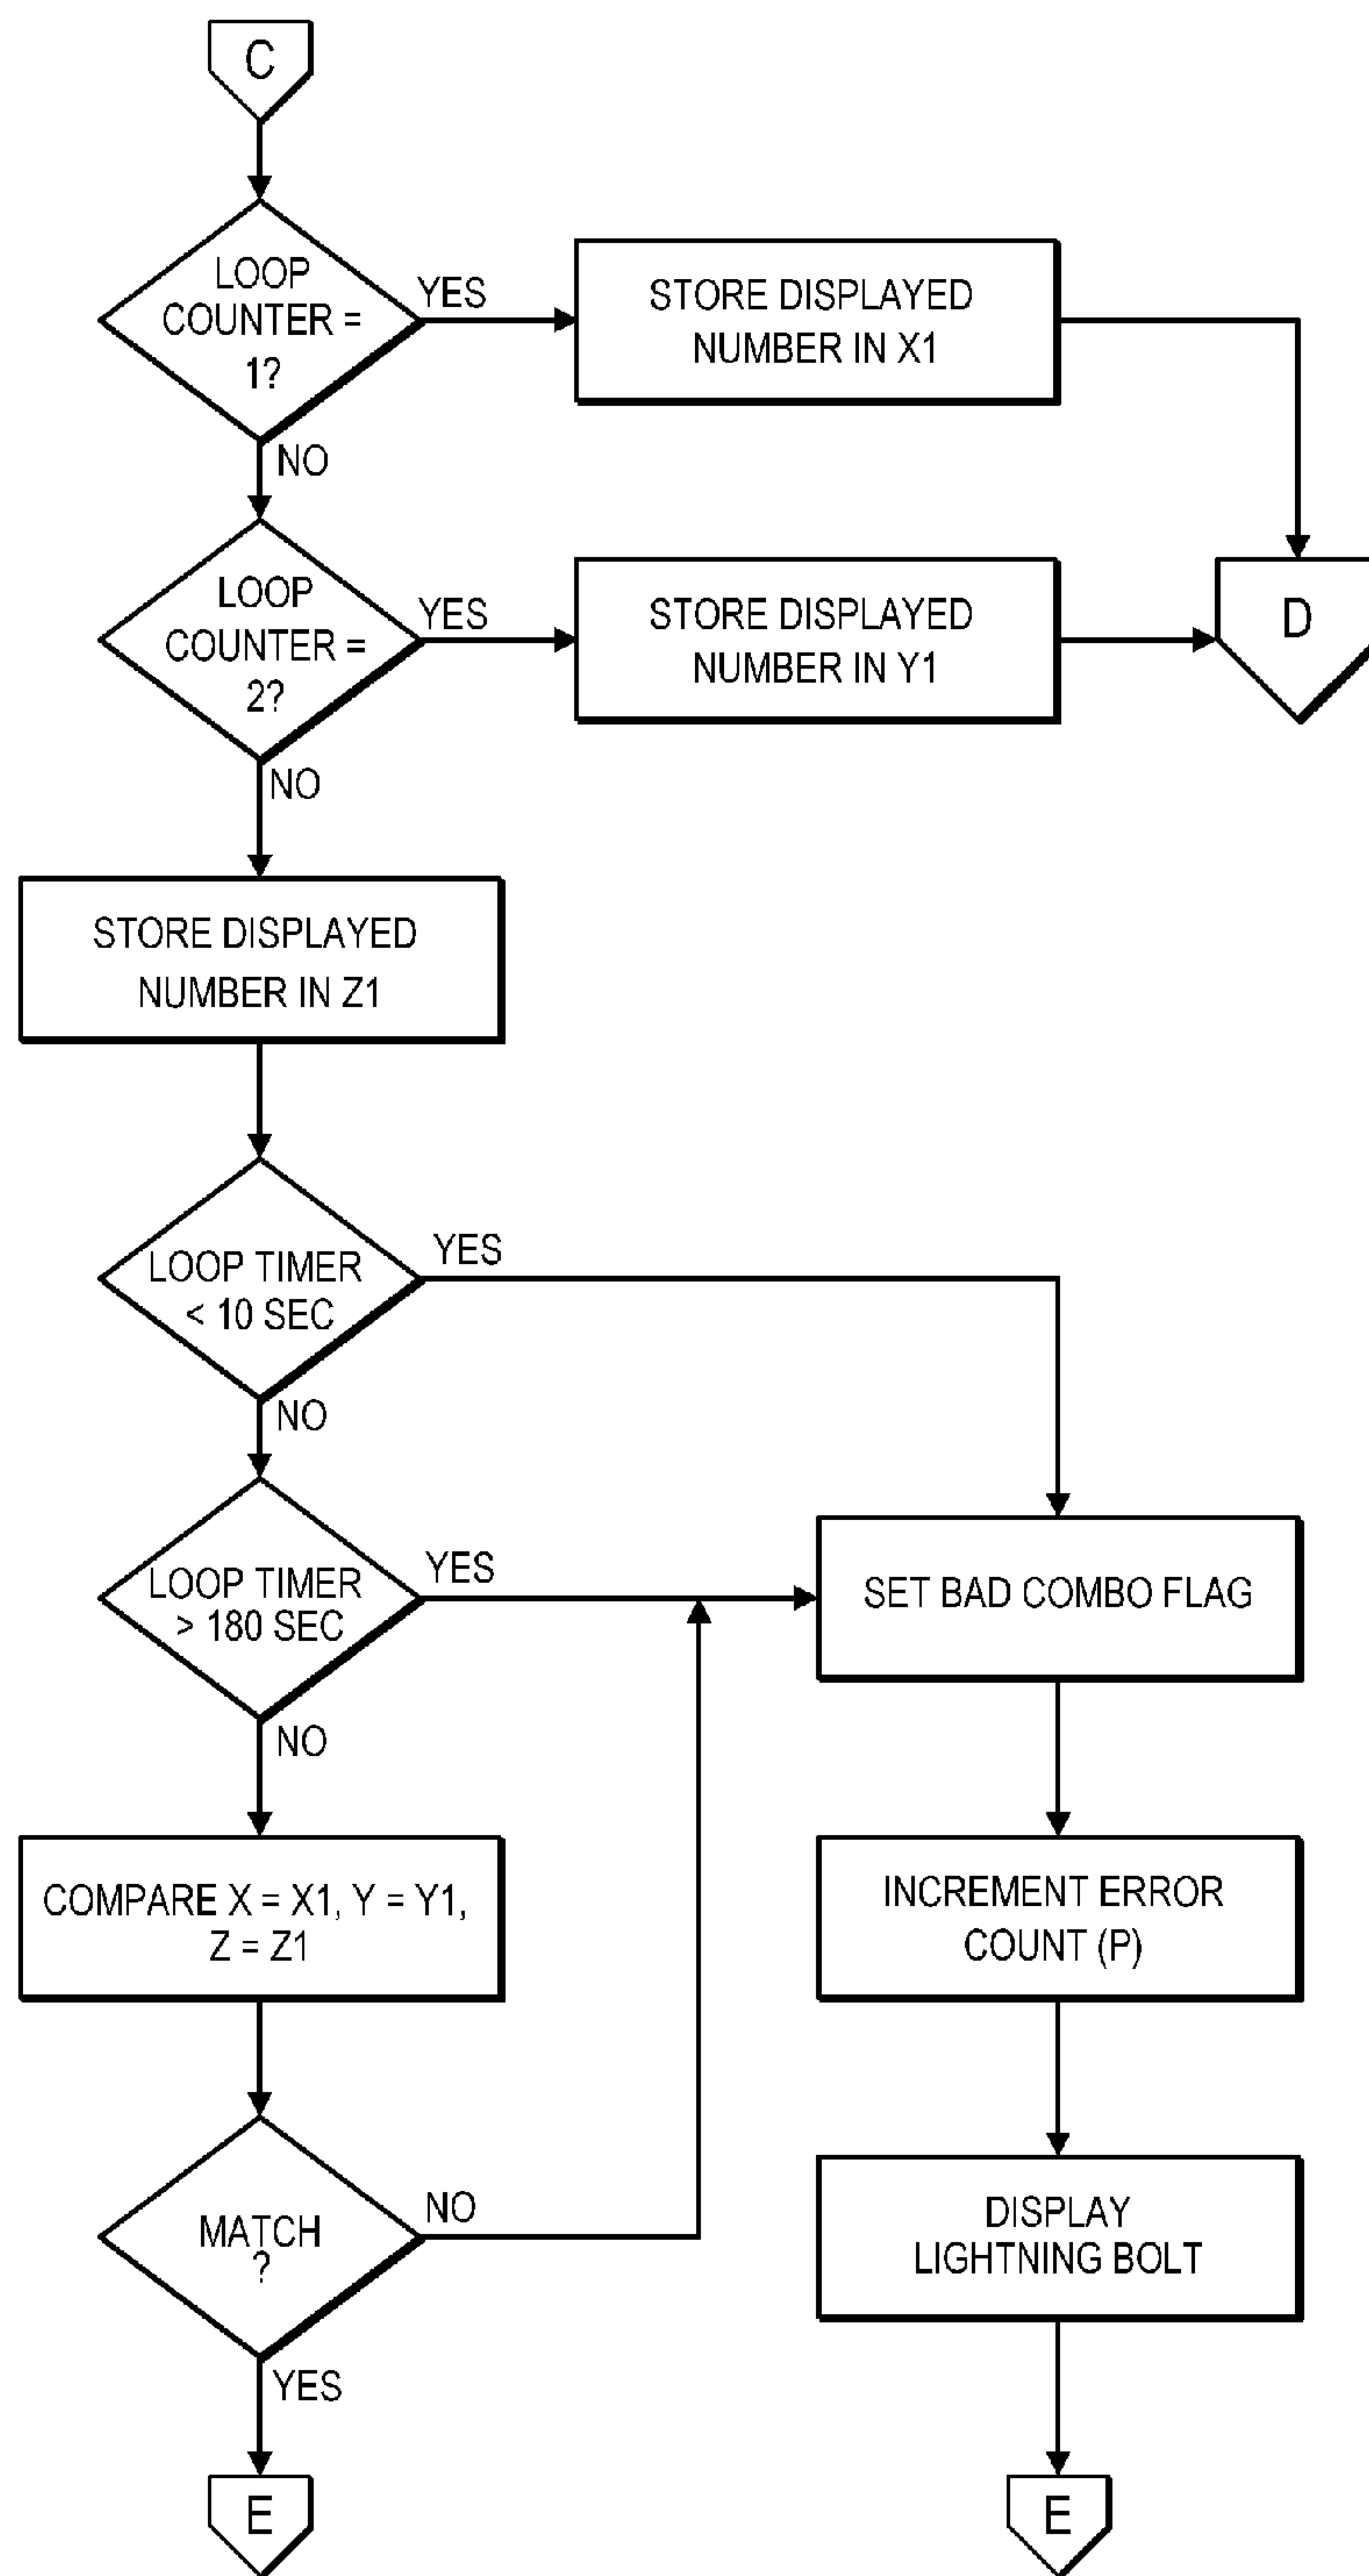 C
LOOP
COUNTER =
1?
YES
STORE DISPLAYED
NUMBER IN X1
NO
LOOP
COUNTER =
2?
YES
STORE DISPLAYED
NUMBER IN Y1
D
NO
STORE DISPLAYED
NUMBER IN Z1
LOOP TIMER
< 10 SEC
YES
NO
LOOP TIMER
> 180 SEC
YES
SET BAD COMBO FLAG
NO
COMPARE X = X1, Y = Y1,
Z = Z1
INCREMENT ERROR
COUNT (P)
MATCH
?
NO
DISPLAY
LIGHTNING BOLT
YES
E
E